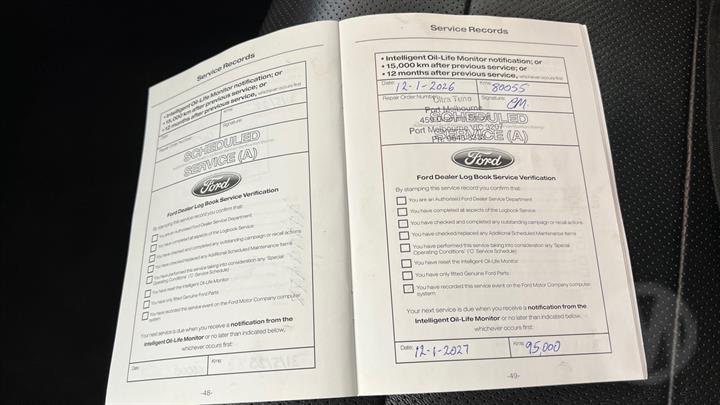 Service Records
• Intelligent Oil-Life Monitor notification; or
• 15,000 km after previous service; or
• 12 months after previous service, whichever occurs first
Date: Kms:
Repair Order Number: Signature:
SCHEDULED
SERVICE (A)
Ford
Ford Dealer Log Book Service Verification
By stamping this service record you confirm that:
You are an Authorised Ford Dealer Service Department
You have completed all aspects of the Logbook Service
You have checked and completed any outstanding campaign or recall actions
You have checked/replaced any Additional Scheduled Maintenance Items
You have performed this service taking into consideration any 'Special
Operating Conditions' ('O' Service Schedule)
You have reset the Intelligent Oil-Life Monitor
You have only fitted Genuine Ford Parts
You have recorded this service event on the Ford Motor Company computer
system
Your next service is due when you receive a notification from the
Intelligent Oil-Life Monitor or no later than indicated below,
whichever occurs first:
Date: Kms:
-48-
Service Records
• Intelligent Oil-Life Monitor notification; or
• 15,000 km after previous service; or
• 12 months after previous service, whichever occurs first
Date: 12-1-2026 Kms: 80055
Repair Order Number: Signature:
Ultra Tune
Port Melbourne
SCHEDULED
Port Melbourne VIC 3207
SERVICE (A)
Ford
Ford Dealer Log Book Service Verification
By stamping this service record you confirm that:
You are an Authorised Ford Dealer Service Department
You have completed all aspects of the Logbook Service
You have checked and completed any outstanding campaign or recall actions
You have checked/replaced any Additional Scheduled Maintenance Items
You have performed this service taking into consideration any 'Special
Operating Conditions' ('O' Service Schedule)
You have reset the Intelligent Oil-Life Monitor
You have only fitted Genuine Ford Parts
You have recorded this service event on the Ford Motor Company computer
system
Your next service is due when you receive a notification from the
Intelligent Oil-Life Monitor or no later than indicated below,
whichever occurs first:
Date: 12-1-2027 Kms: 95,000
-49-